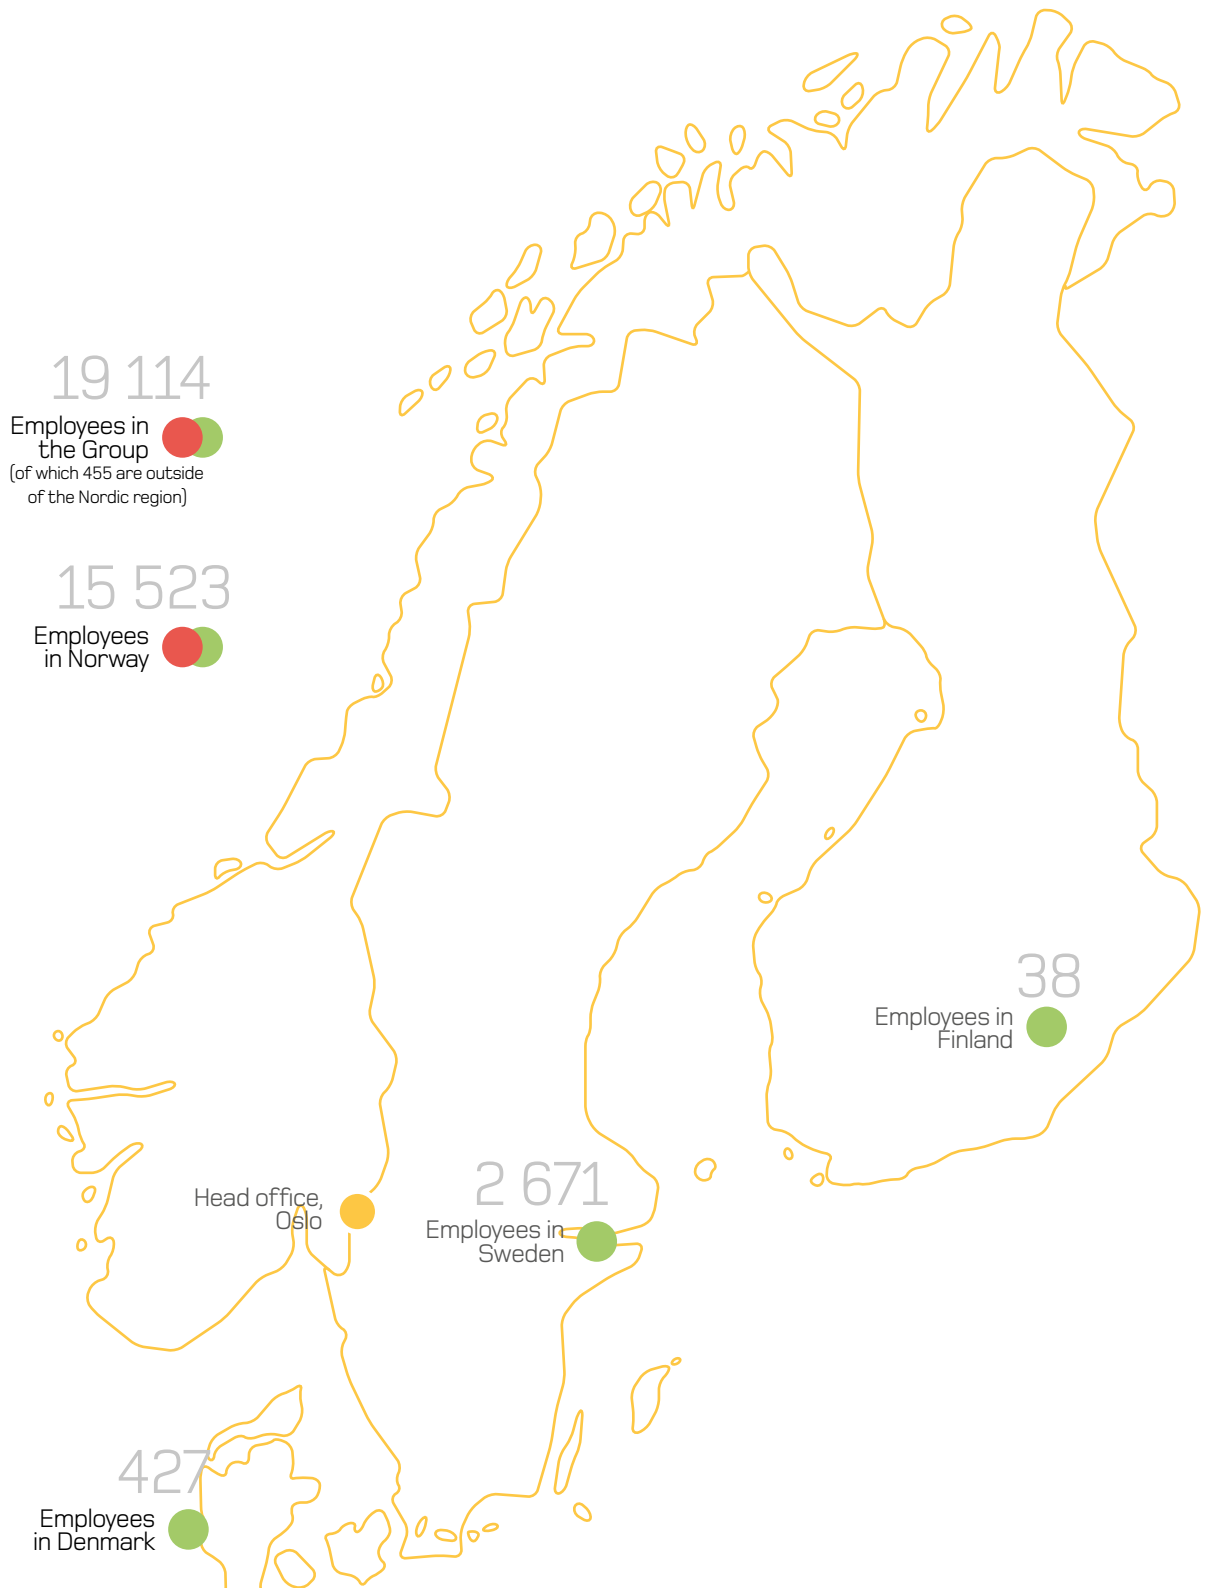 19 114
Employees in
the Group
(of which 455 are outside
of the Nordic region)
15 523
Employees
in Norway
38
Employees in
Finland
2 671
Employees in
Sweden
Head office,
Oslo
427
Employees
in Denmark